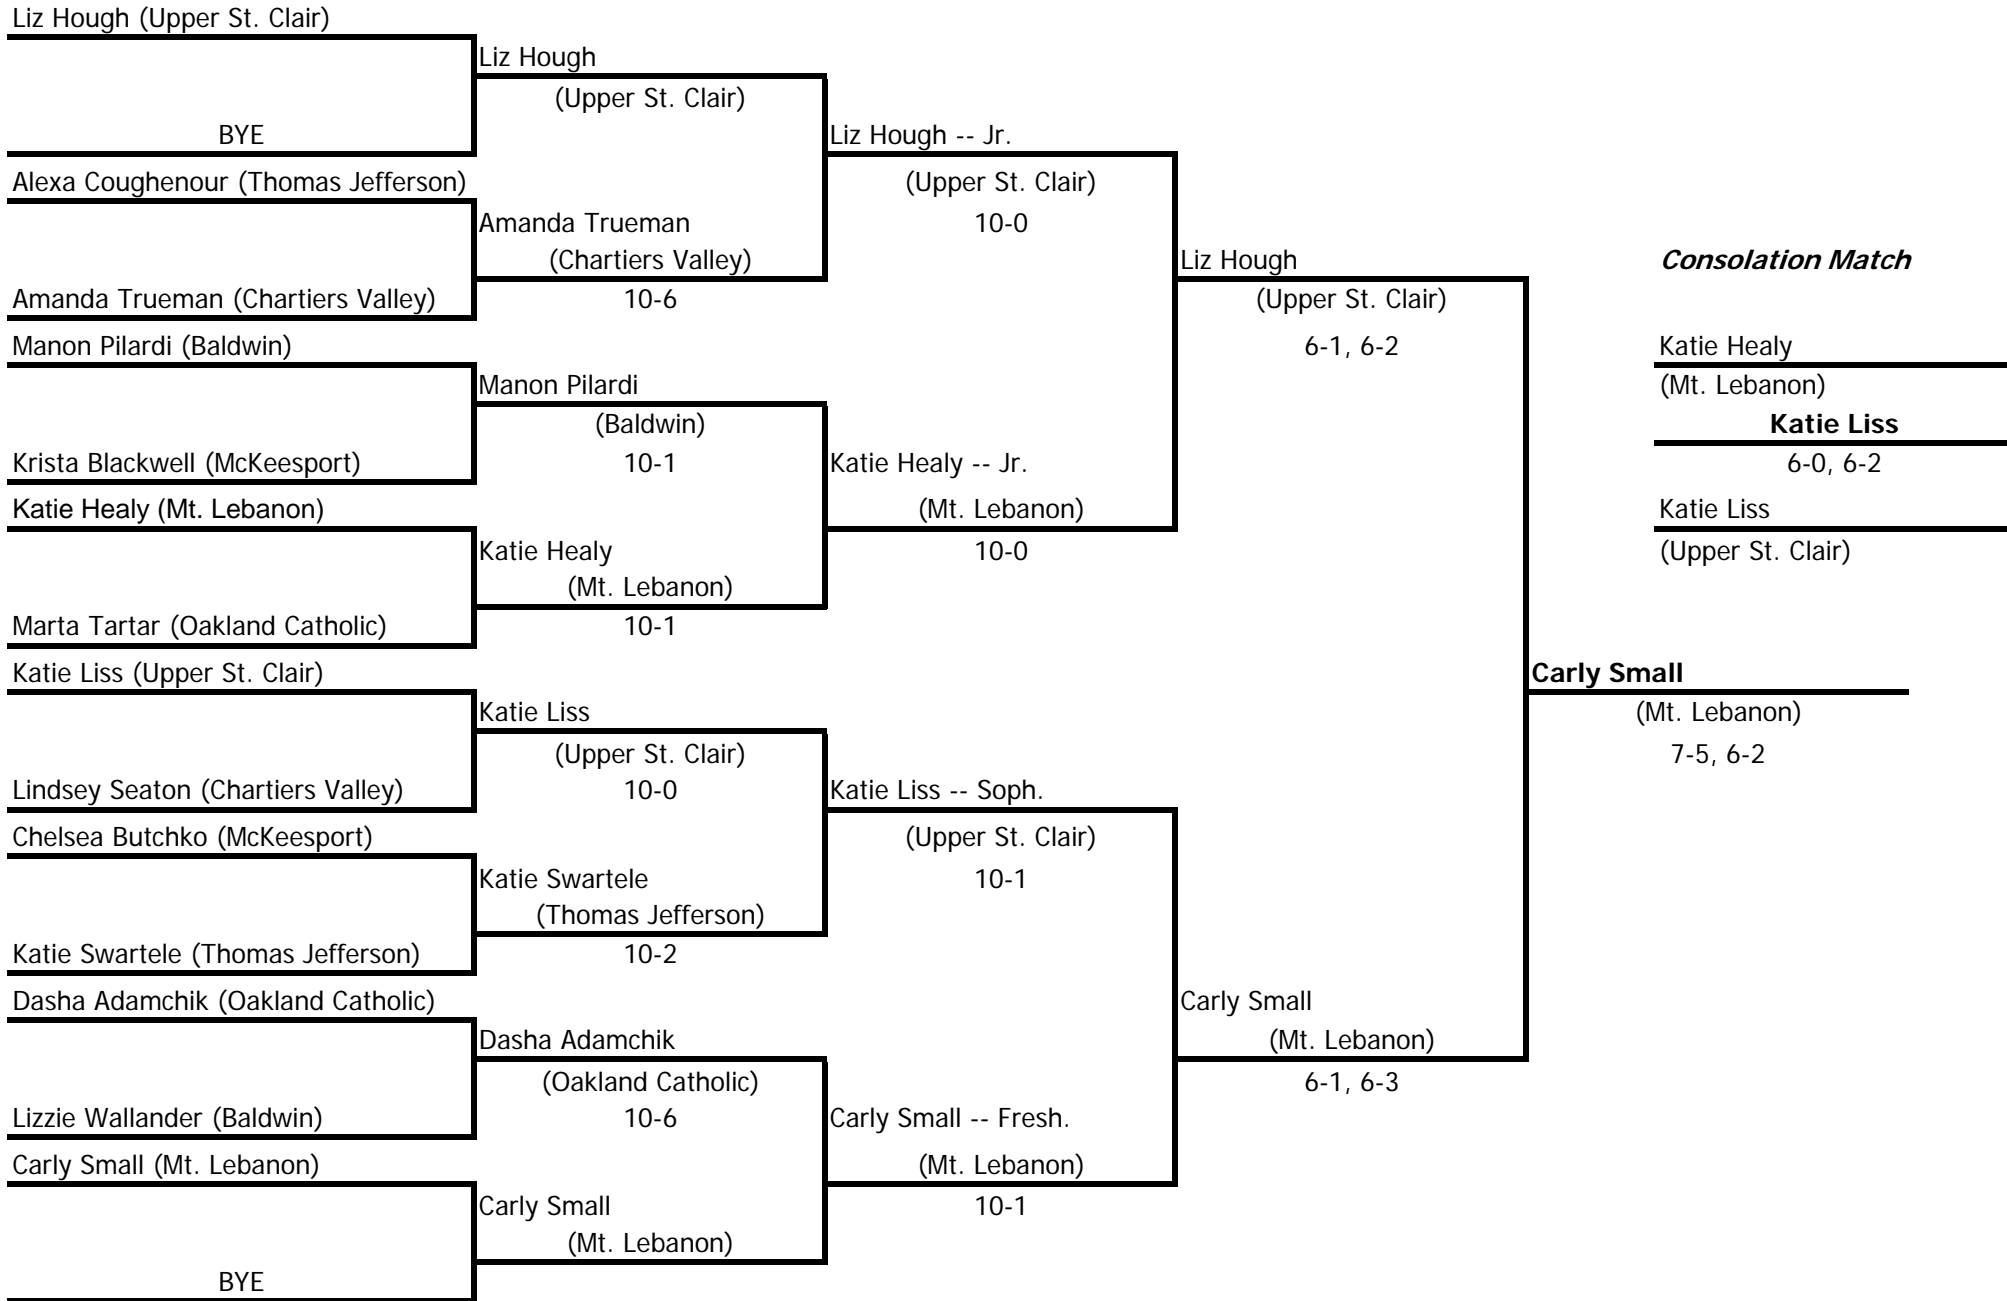 Liz Hough (Upper St. Clair)
Liz Hough
(Upper St. Clair)
BYE
Liz Hough -- Jr.
Alexa Coughenour (Thomas Jefferson)
(Upper St. Clair)
Amanda Trueman
10-0
(Chartiers Valley)
Liz Hough
Consolation Match
Amanda Trueman (Chartiers Valley)
10-6
(Upper St. Clair)
Manon Pilardi (Baldwin)
6-1, 6-2
Katie Healy
Manon Pilardi
(Mt. Lebanon)
(Baldwin)
Katie Liss
Krista Blackwell (McKeesport)
10-1
Katie Healy -- Jr.
6-0, 6-2
Katie Healy (Mt. Lebanon)
(Mt. Lebanon)
Katie Liss
Katie Healy
10-0
(Upper St. Clair)
(Mt. Lebanon)
Marta Tartar (Oakland Catholic)
10-1
Katie Liss (Upper St. Clair)
Carly Small
Katie Liss
(Mt. Lebanon)
(Upper St. Clair)
7-5, 6-2
Lindsey Seaton (Chartiers Valley)
10-0
Katie Liss -- Soph.
Chelsea Butchko (McKeesport)
(Upper St. Clair)
Katie Swartele
10-1
(Thomas Jefferson)
Katie Swartele (Thomas Jefferson)
10-2
Dasha Adamchik (Oakland Catholic)
Carly Small
Dasha Adamchik
(Mt. Lebanon)
(Oakland Catholic)
6-1, 6-3
Lizzie Wallander (Baldwin)
10-6
Carly Small -- Fresh.
Carly Small (Mt. Lebanon)
(Mt. Lebanon)
Carly Small
10-1
(Mt. Lebanon)
BYE